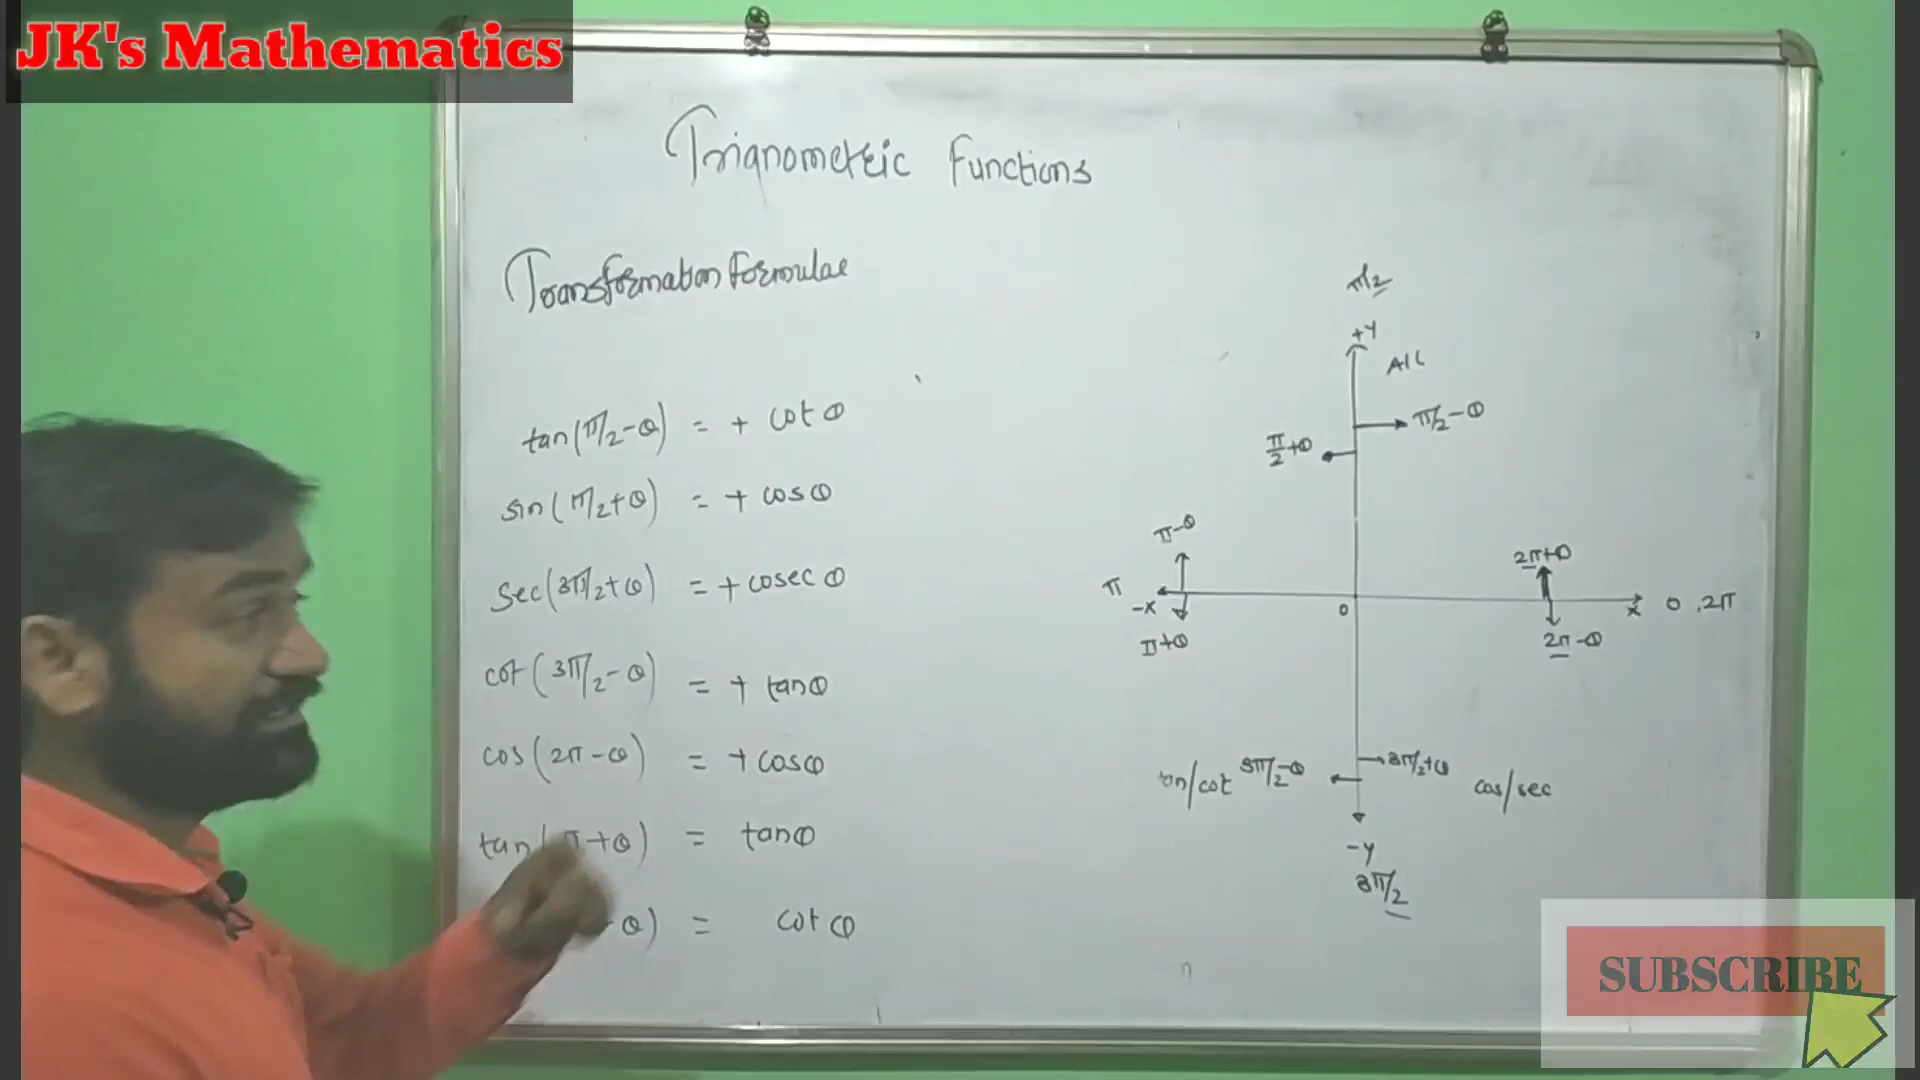 JK's Mathematics
Trignometric Functions
Transformation Formulae
tan(π/2-θ) = + cot θ
sin(π/2+θ) = + cosθ
sec(3π/2+θ) = + cosec θ
cot(3π/2-θ) = + tanθ
cos(2π-θ) = + cosθ
tan(π+θ) = tanθ
-θ) = cot θ
π/2
+Y
All
π/2-θ
π/2+θ
π-θ
2π+θ
π
-X
0
X
0, 2π
π+θ
2π-θ
tan/cot
3π/2-θ
3π/2+θ
cos/sec
-Y
3π/2
SUBSCRIBE